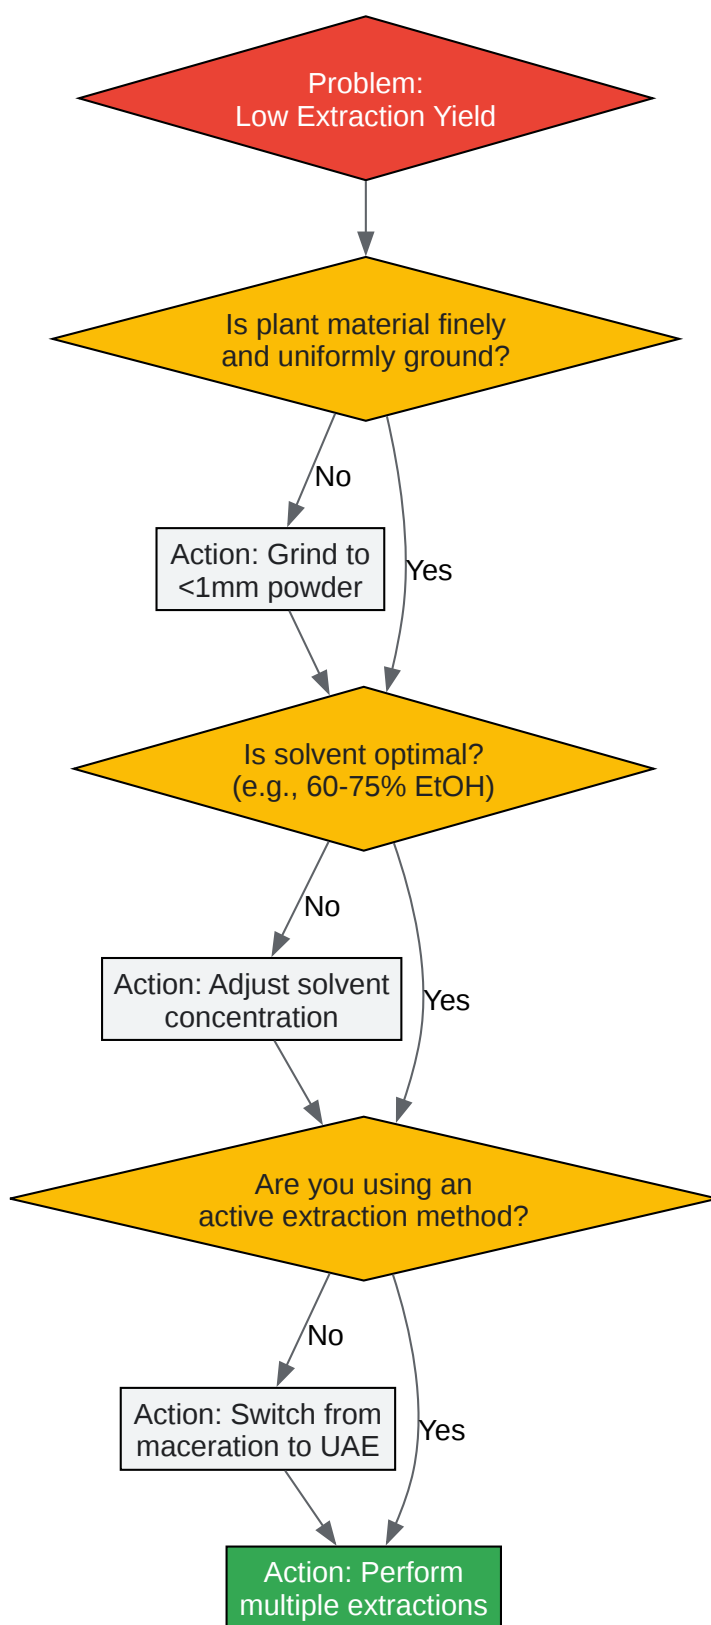 Problem:
Low Extraction Yield
Is plant material finely
and uniformly ground?
No
Action: Grind to
<1mm powder
Yes
Is solvent optimal?
(e.g., 60-75% EtOH)
No
Action: Adjust solvent
concentration
Yes
Are you using an
active extraction method?
No
Action: Switch from
maceration to UAE
Yes
Action: Perform
multiple extractions